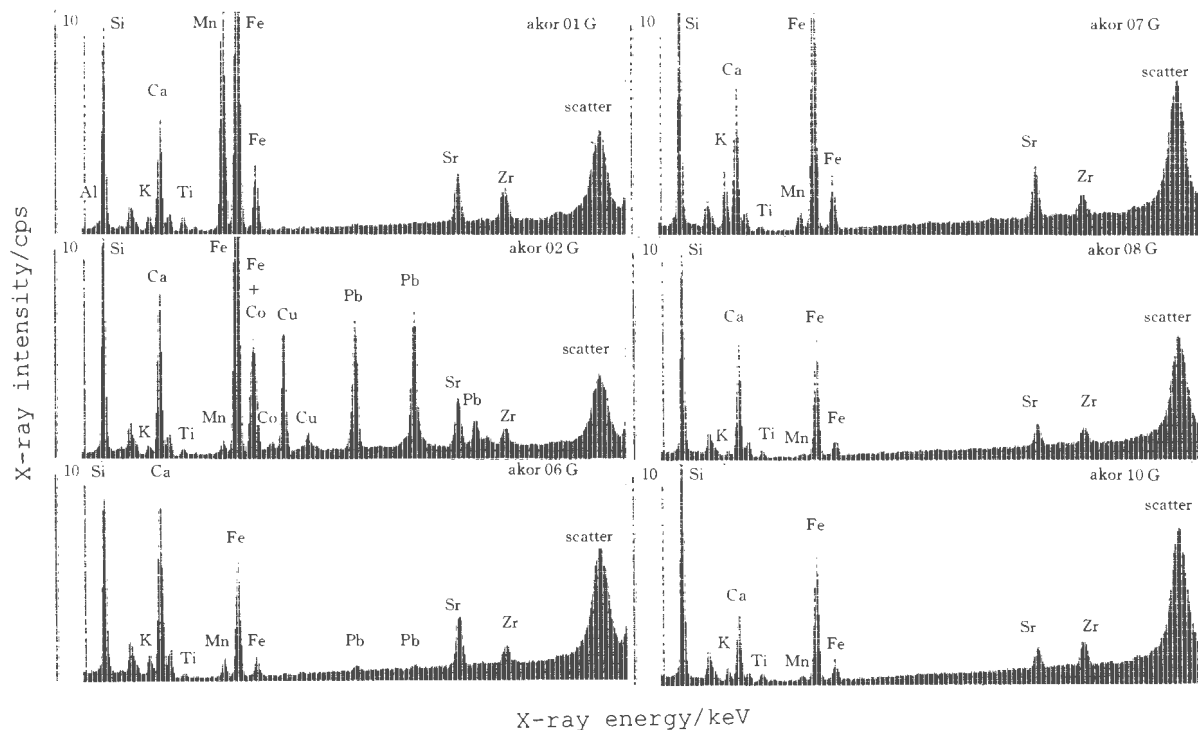 X-ray intensity/cps
10
Si
Mn
Fe
akor 01 G
Ca
scatter
Fe
Sr
Zr
Al
K
Ti
10
Si
Fe
akor 07 G
Ca
scatter
K
Sr
Zr
Mn
Fe
Ti
10
Si
Fe
akor 02 G
Ca
Fe
+
Co
Cu
Pb
Pb
scatter
Sr
Pb
Zr
K
Ti
Mn
Co
Cu
10
Si
akor 08 G
Ca
Fe
scatter
Sr
Zr
K
Ti
Mn
Fe
10
Si
Ca
akor 06 G
Fe
scatter
Sr
Zr
K
Ti
Mn
Fe
Pb
Pb
10
Si
akor 10 G
Fe
scatter
Ca
Sr
Zr
K
Ti
Mn
Fe
X-ray energy/keV